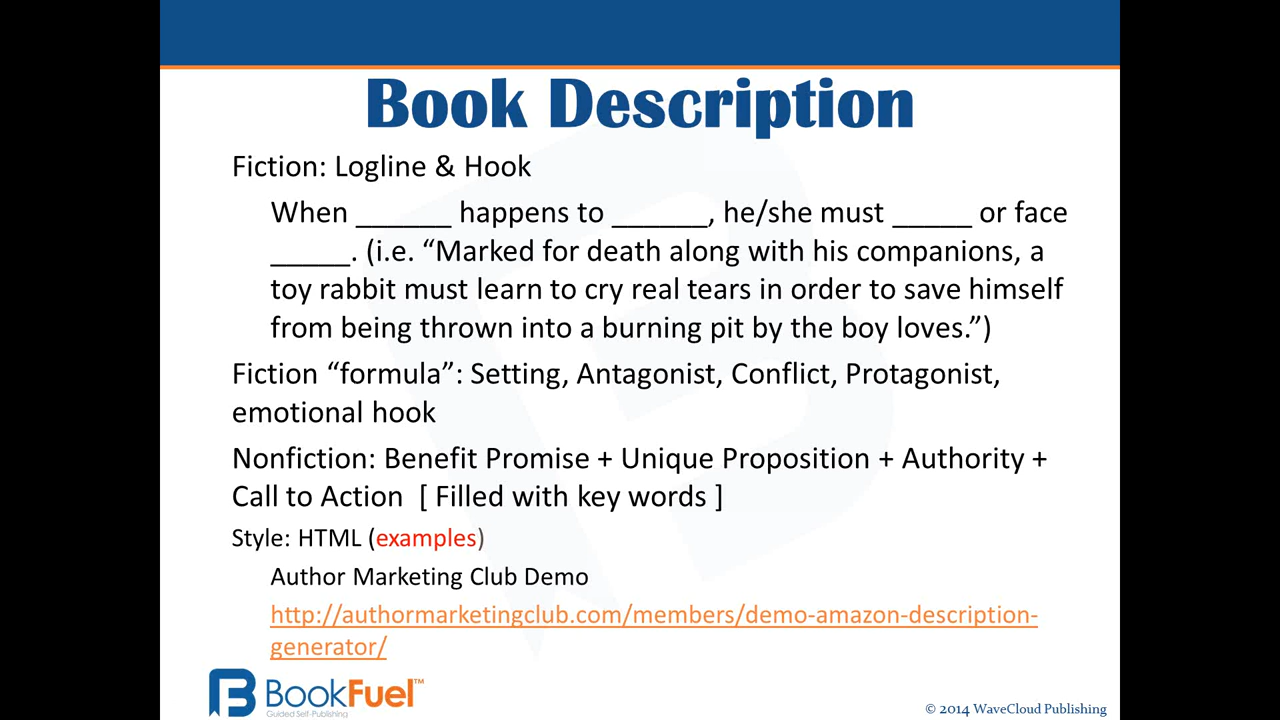 Book Description
Fiction: Logline & Hook
When ______ happens to ______, he/she must _____ or face
_____. (i.e. “Marked for death along with his companions, a
toy rabbit must learn to cry real tears in order to save himself
from being thrown into a burning pit by the boy loves.”)
Fiction “formula”: Setting, Antagonist, Conflict, Protagonist,
emotional hook
Nonfiction: Benefit Promise + Unique Proposition + Authority +
Call to Action [ Filled with key words ]
Style: HTML (examples)
Author Marketing Club Demo
http://authormarketingclub.com/members/demo-amazon-description-
generator/
BookFuel™
Guided Self-Publishing
© 2014 WaveCloud Publishing